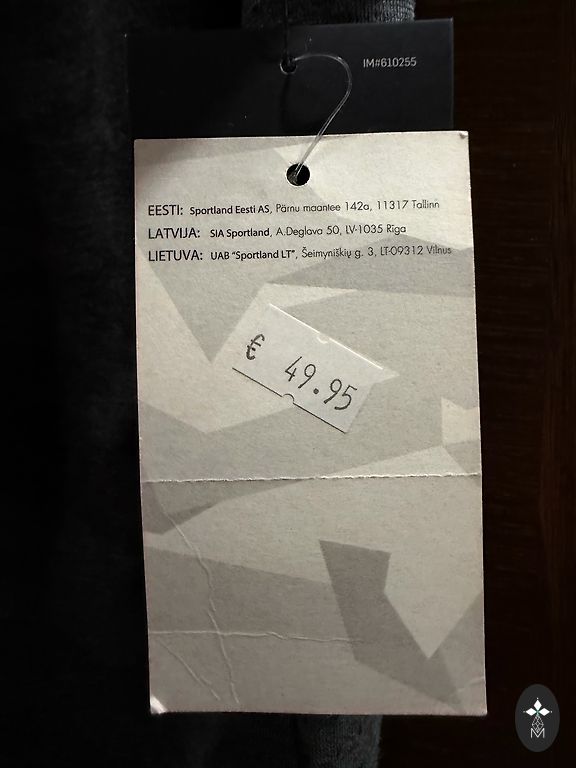 IM#610255
EESTI: Sportland Eesti AS, Pärnu maantee 142a, 11317 Tallinn
LATVIJA: SIA Sportland, A.Deglava 50, LV-1035 Riga
LIETUVA: UAB "Sportland LT", Šeimyniškių g. 3, LT-09312 Vilnus
€ 49.95
M